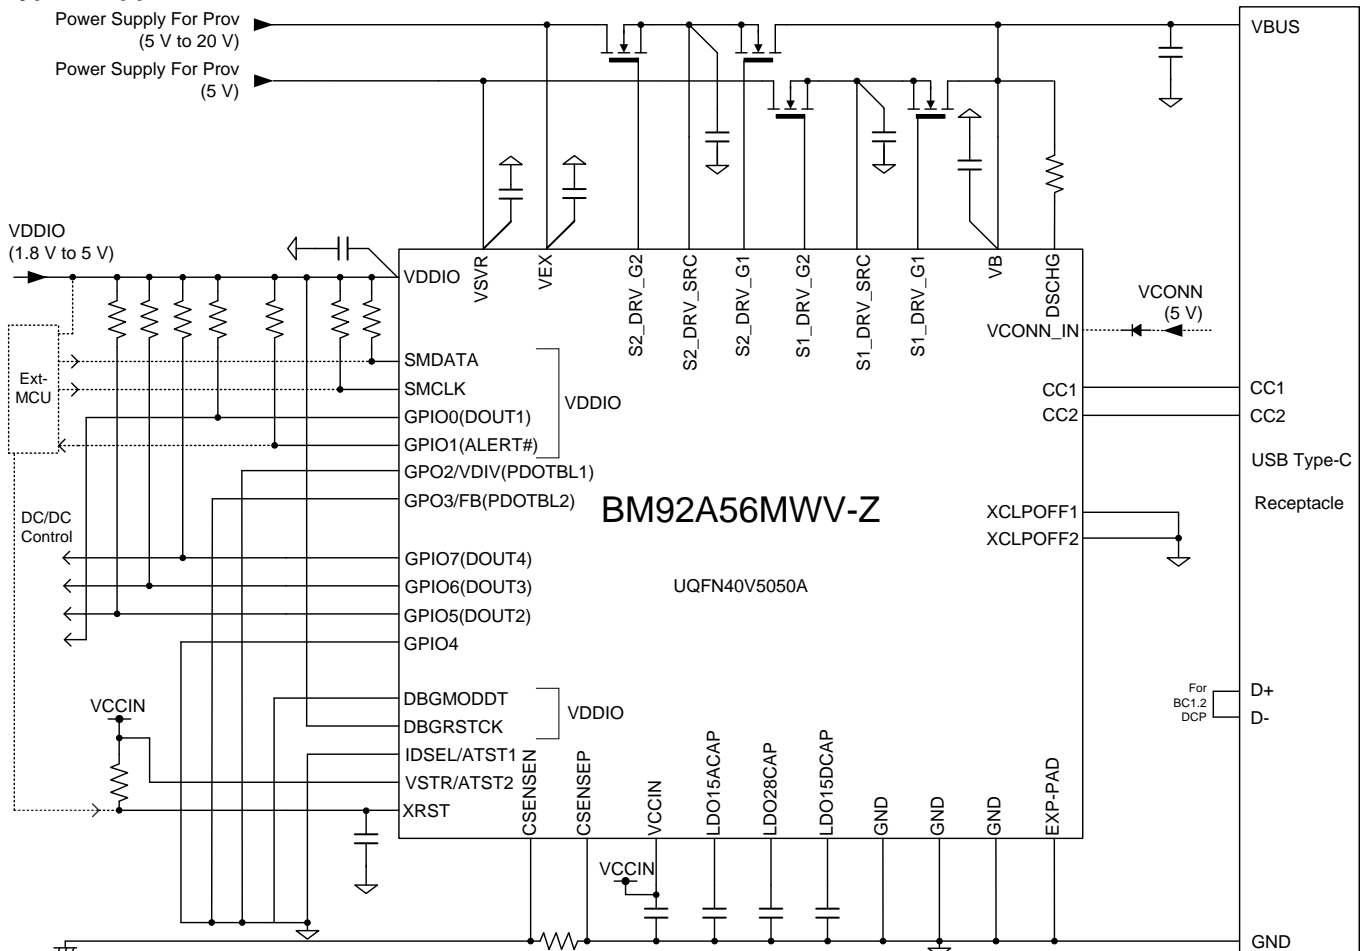 Power Supply For Prov
(5 V to 20 V)
Power Supply For Prov
(5 V)
VBUS
VDDIO
(1.8 V to 5 V)
VDDIO
VSVR
VEX
S2_DRV_G2
S2_DRV_SRC
S2_DRV_G1
S1_DRV_G2
S1_DRV_SRC
S1_DRV_G1
VB
DSCHG
VCONN
(5 V)
VCONN_IN
Ext-
MCU
SMDATA
SMCLK
GPIO0(DOUT1)
GPIO1(ALERT#)
VDDIO
GPO2/VDIV(PDOTBL1)
GPO3/FB(PDOTBL2)
CC1
CC2
CC1
CC2
USB Type-C
Receptacle
BM92A56MWV-Z
UQFN40V5050A
XCLPOFF1
XCLPOFF2
DC/DC
Control
GPIO7(DOUT4)
GPIO6(DOUT3)
GPIO5(DOUT2)
GPIO4
DBGMODDT
DBGRSTCK
VDDIO
IDSEL/ATST1
VSTR/ATST2
XRST
VCCIN
For
BC1.2
DCP
D+
D-
CSENSEN
CSENSEP
VCCIN
LDO15ACAP
LDO28CAP
LDO15DCAP
GND
GND
GND
EXP-PAD
VCCIN
GND